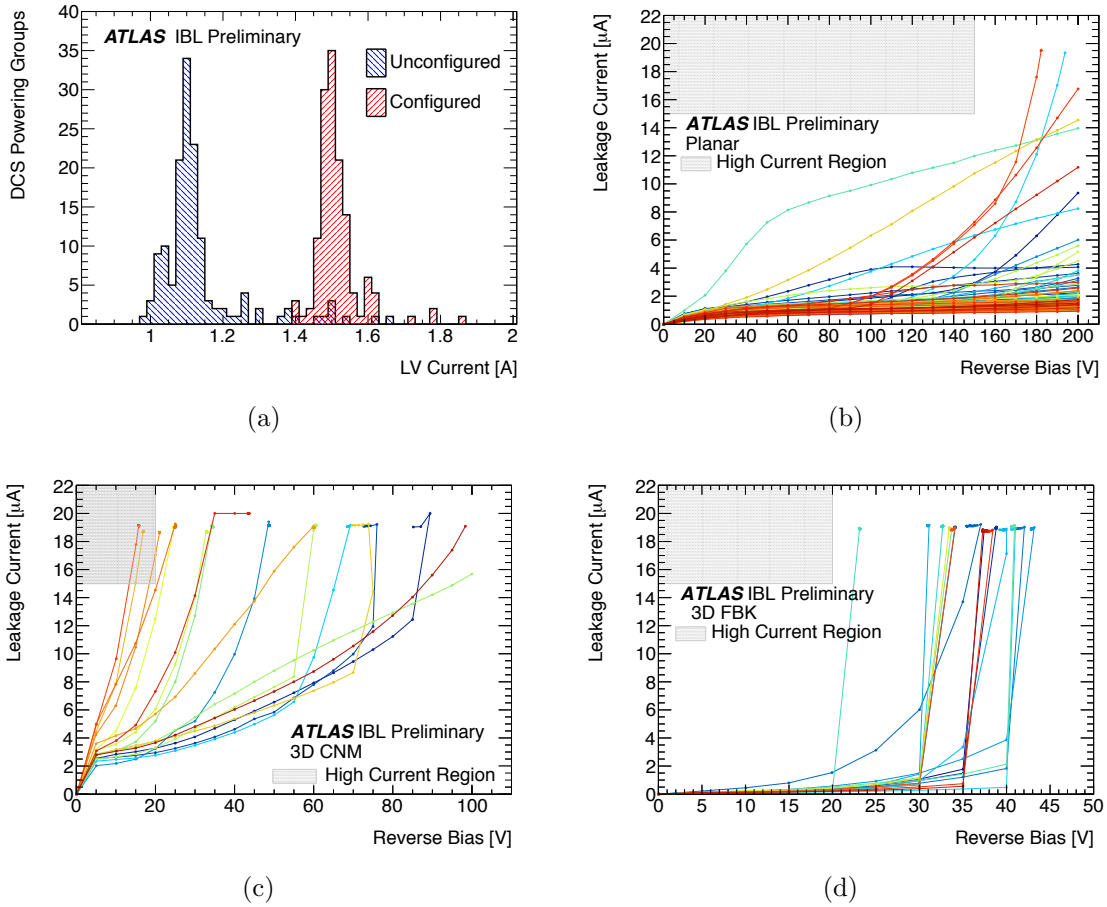 DCS Powering Groups
40
35
30
25
20
15
10
5
0
ATLAS IBL Preliminary
Unconfigured
Configured
1 1.2 1.4 1.6 1.8 2
LV Current [A]
(a)
Leakage Current [µA]
22
20
18
16
14
12
10
8
6
4
2
0
ATLAS IBL Preliminary
Planar
High Current Region
0 20 40 60 80 100 120 140 160 180 200
Reverse Bias [V]
(b)
Leakage Current [µA]
22
20
18
16
14
12
10
8
6
4
2
0
ATLAS IBL Preliminary
3D CNM
High Current Region
0 20 40 60 80 100
Reverse Bias [V]
(c)
Leakage Current [µA]
22
20
18
16
14
12
10
8
6
4
2
0
ATLAS IBL Preliminary
3D FBK
High Current Region
0 5 10 15 20 25 30 35 40 45 50
Reverse Bias [V]
(d)